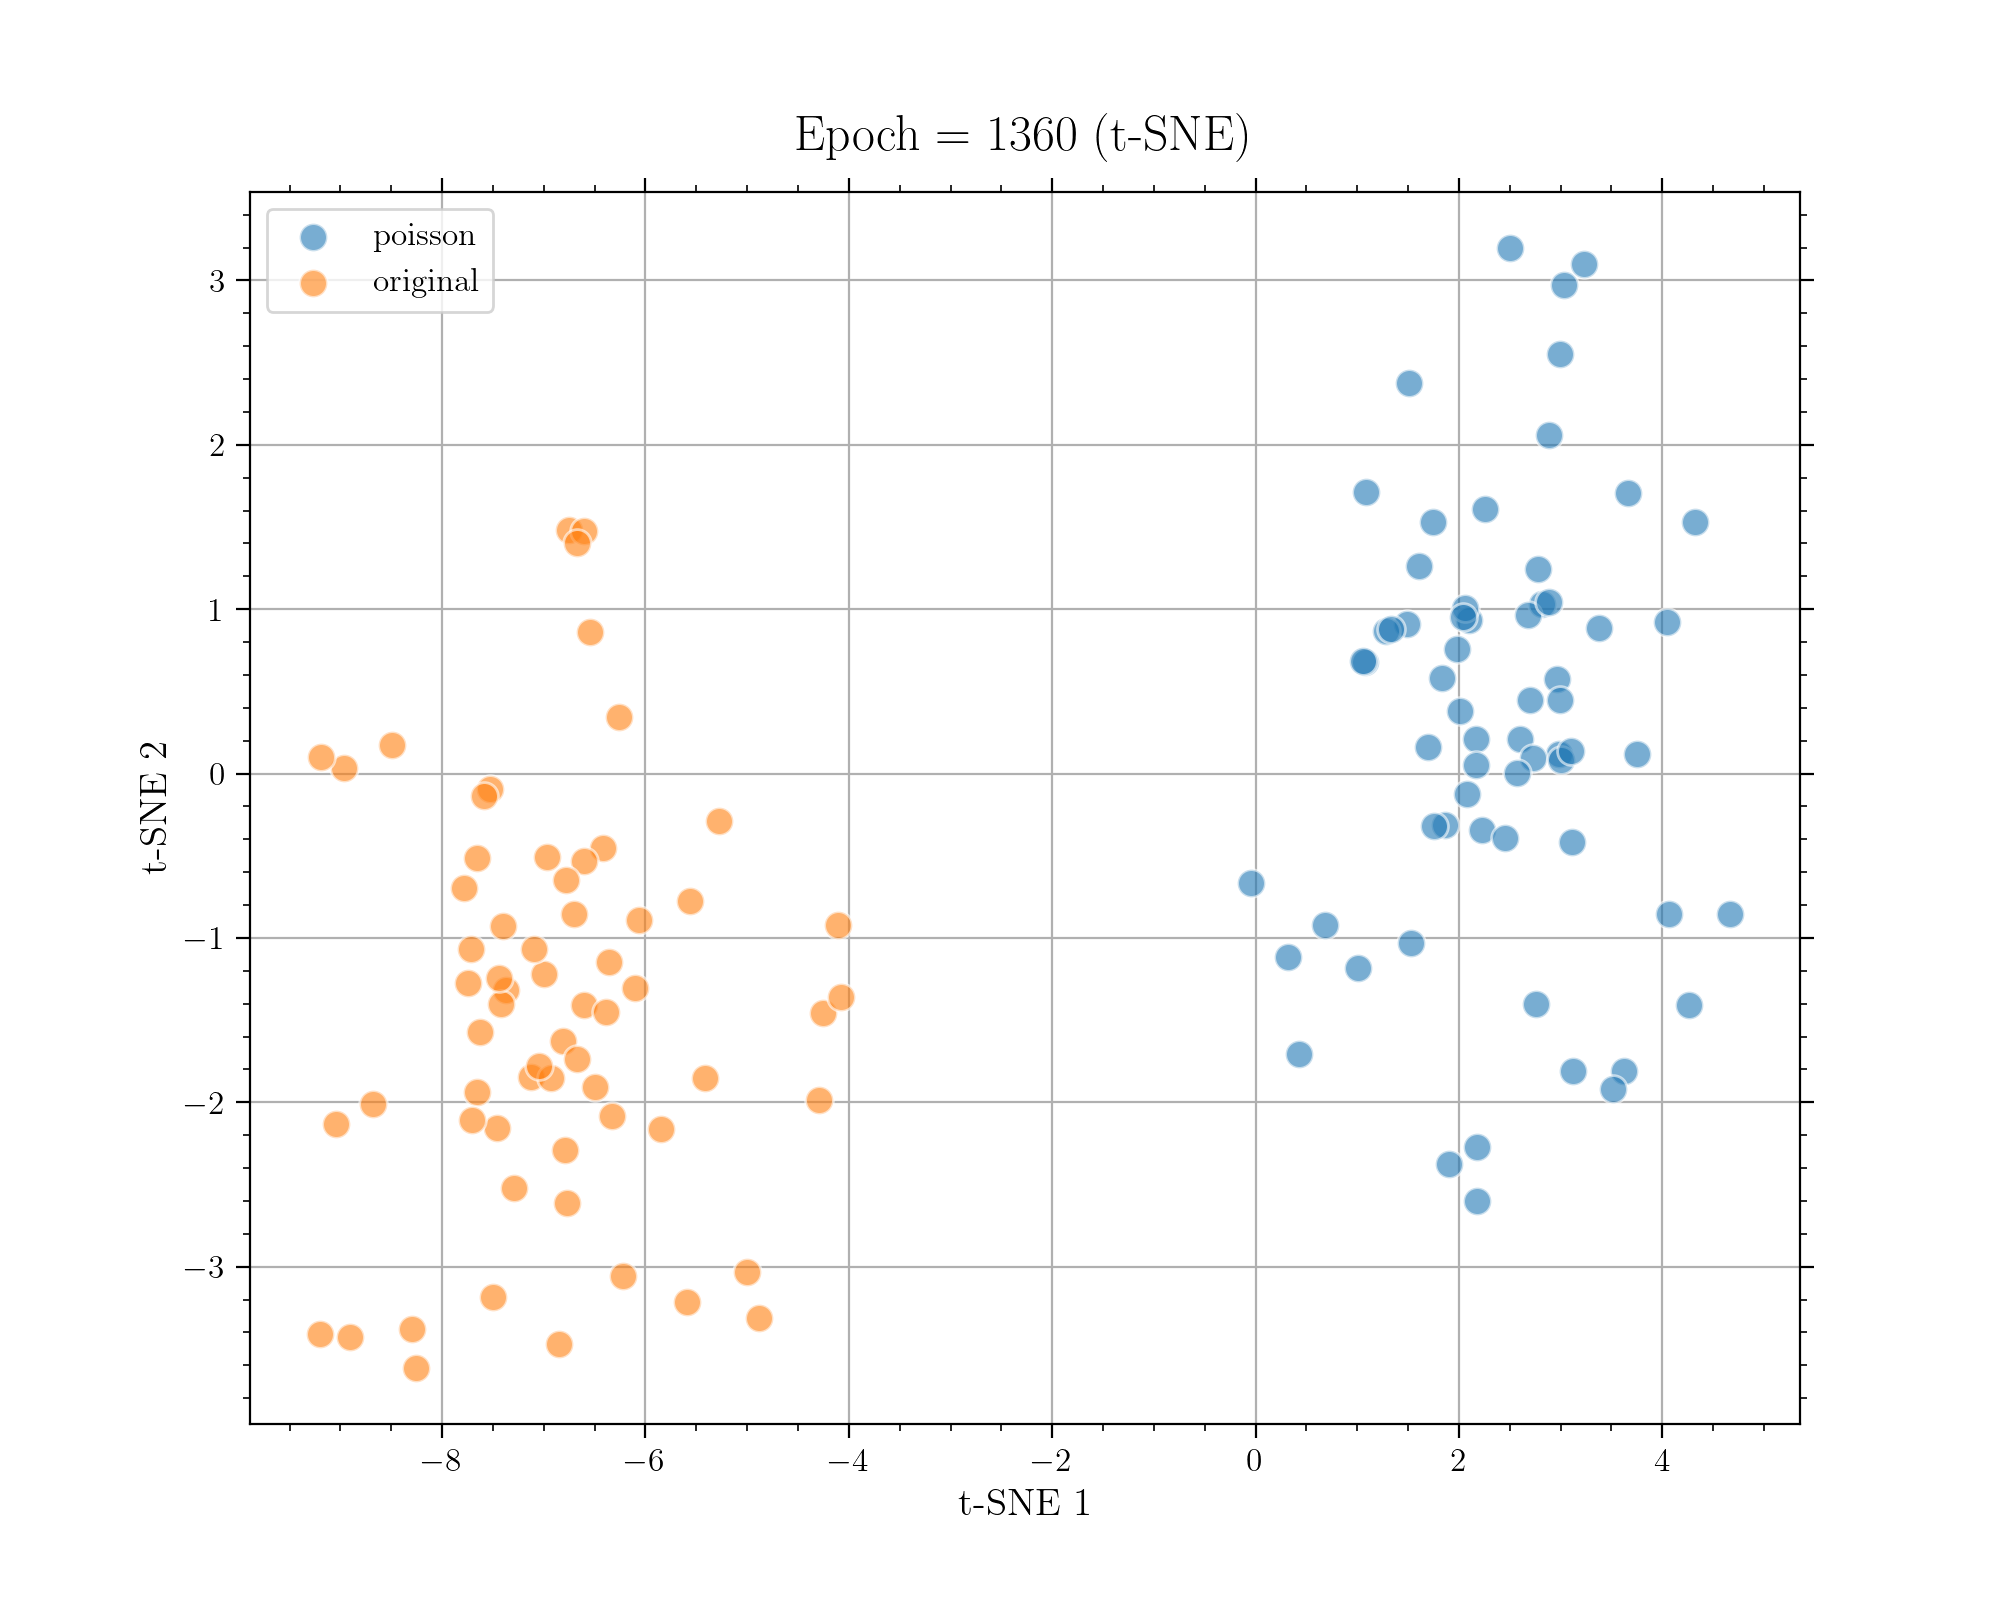 Epoch = 1360 (t-SNE)
poisson
original
3
2
1
0
−1
−2
−3
t-SNE 2
−8 −6 −4 −2 0 2 4
t-SNE 1